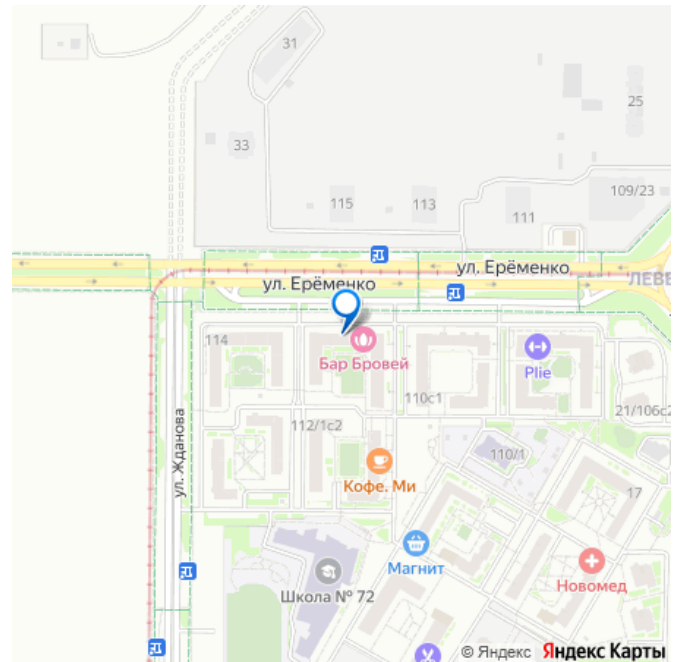 31
25
33
115
113
111
109/23
ул. Ерёменко
ул. Ерёменко
ЛЕВЕ
114
Бар Бровей
Plie
110с1
21/106с2
112/1с2
ул. Жданова
110/1
Кофе. Ми
17
Магнит
Новомед
Школа № 72
© Яндекс Яндекс Карты